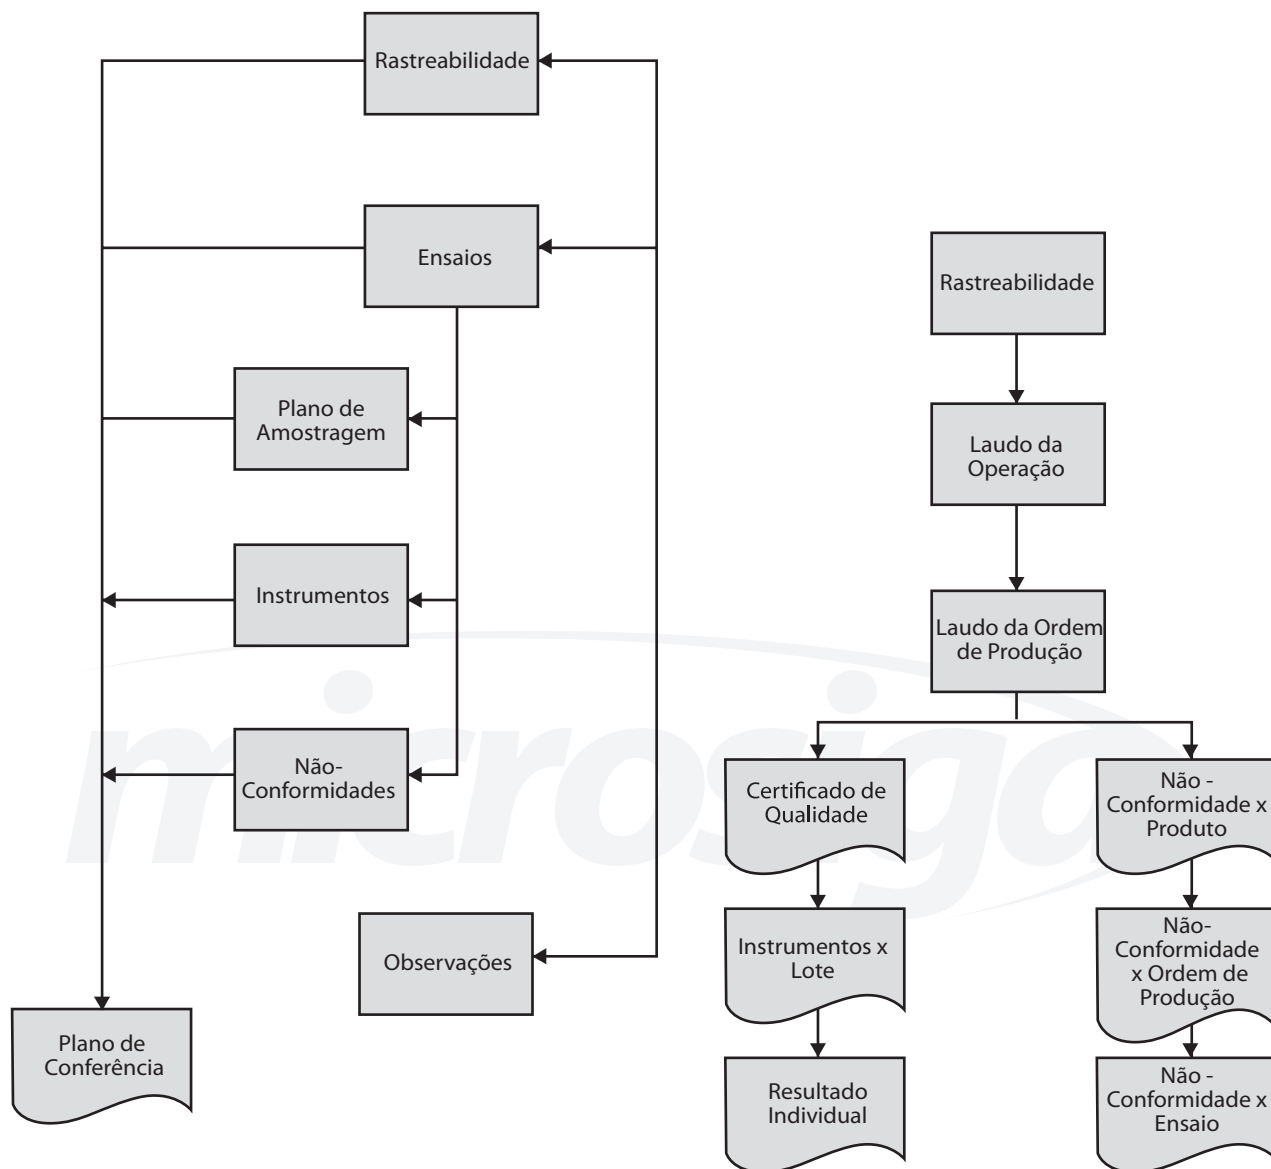 Rastreabilidade
Ensaios
Plano de
Amostragem
Instrumentos
Não-
Conformidades
Observações
Plano de
Conferência
Rastreabilidade
Laudo da
Operação
Laudo da Ordem
de Produção
Certificado de
Qualidade
Instrumentos x
Lote
Resultado
Individual
Não -
Conformidade x
Produto
Não-
Conformidade
x Ordem de
Produção
Não -
Conformidade x
Ensaio
microsiga